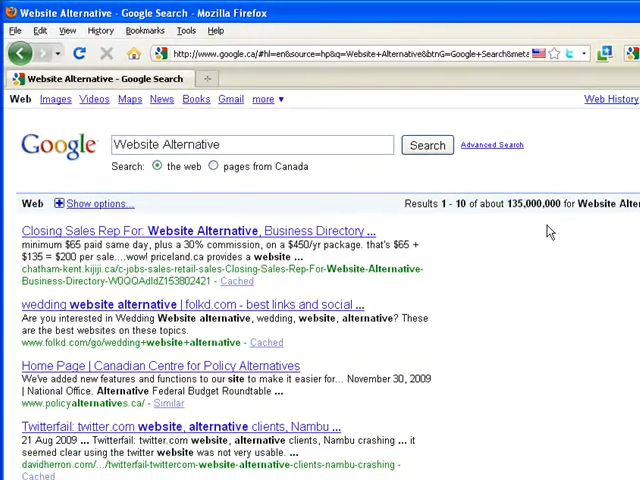 Website Alternative - Google Search - Mozilla Firefox
File Edit View History Bookmarks Tools Help
http://www.google.ca/#hl=en&source=hp&q=Website+Alternative&btnG=Google+Search&meta
Website Alternative - Google Search
Web Images Videos Maps News Books Gmail more ▼ Web History
Google Website Alternative Search Advanced Search
Search: the web pages from Canada
Web Show options... Results 1 - 10 of about 135,000,000 for Website Alter
Closing Sales Rep For: Website Alternative, Business Directory ...
minimum $65 paid same day, plus a 30% commission, on a $450/yr package. that's $65 +
$135 = $200 per sale....wow! priceland.ca provides a website ...
chatham-kent.kijiji.ca/c-jobs-sales-retail-sales-Closing-Sales-Rep-For-Website-Alternative-
Business-Directory-W0QQAdIdZ153802421 - Cached
wedding website alternative | folkd.com - best links and social ...
Are you interested in Wedding Website alternative, wedding, website, alternative? These
are the best websites on these topics.
www.folkd.com/go/wedding+website+alternative - Cached
Home Page | Canadian Centre for Policy Alternatives
We've added new features and functions to our site to make it easier for... November 30, 2009
| National Office. Alternative Federal Budget Roundtable ...
www.policyalternatives.ca/ - Similar
Twitterfail: twitter.com website, alternative clients, Nambu ...
21 Aug 2009 ... Twitterfail: twitter.com website, alternative clients, Nambu crashing ... it
seemed clear using the twitter website was not very usable. ...
davidherron.com/.../twitterfail-twittercom-website-alternative-clients-nambu-crashing -
Cached